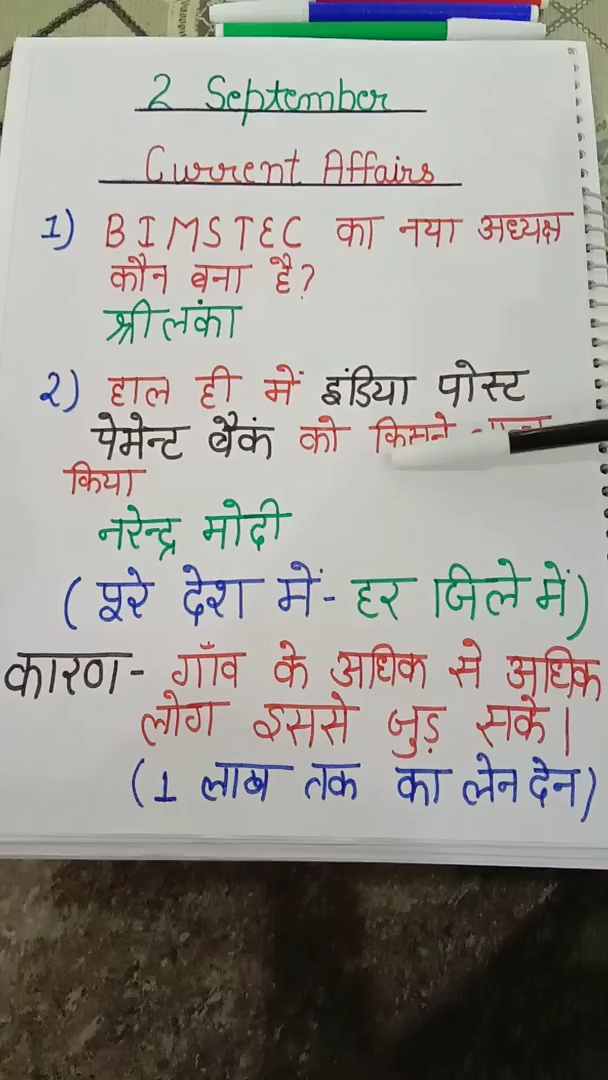 2 September
Current Affairs
1) BIMSTEC का नया अध्यक्ष
कौन बना है?
श्रीलंका
2) हाल ही में इंडिया पोस्ट
पेमेन्ट बैकं को किसने
किया
नरेन्द्र मोदी
(पूरे देश में - हर जिले में)
कारण - गाँव के अधिक से अधिक
लोग इससे जुड़ सके।
(1 लाख तक का लेन देन)